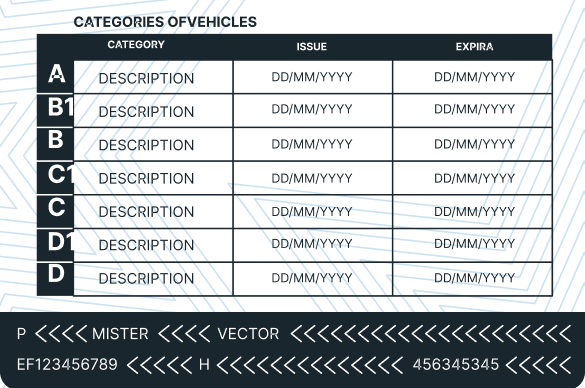 CATEGORIES OFVEHICLES
CATEGORY ISSUE EXPIRA
A DESCRIPTION DD/MM/YYYY DD/MM/YYYY
B1 DESCRIPTION DD/MM/YYYY DD/MM/YYYY
B DESCRIPTION DD/MM/YYYY DD/MM/YYYY
C1 DESCRIPTION DD/MM/YYYY DD/MM/YYYY
C DESCRIPTION DD/MM/YYYY DD/MM/YYYY
D1 DESCRIPTION DD/MM/YYYY DD/MM/YYYY
D DESCRIPTION DD/MM/YYYY DD/MM/YYYY
P <<<< MISTER <<<< VECTOR <<<<<<<<<<<<<<<<<<<<<
EF123456789 <<<<< H <<<<<<<<<<<<<< 456345345 <<<<<